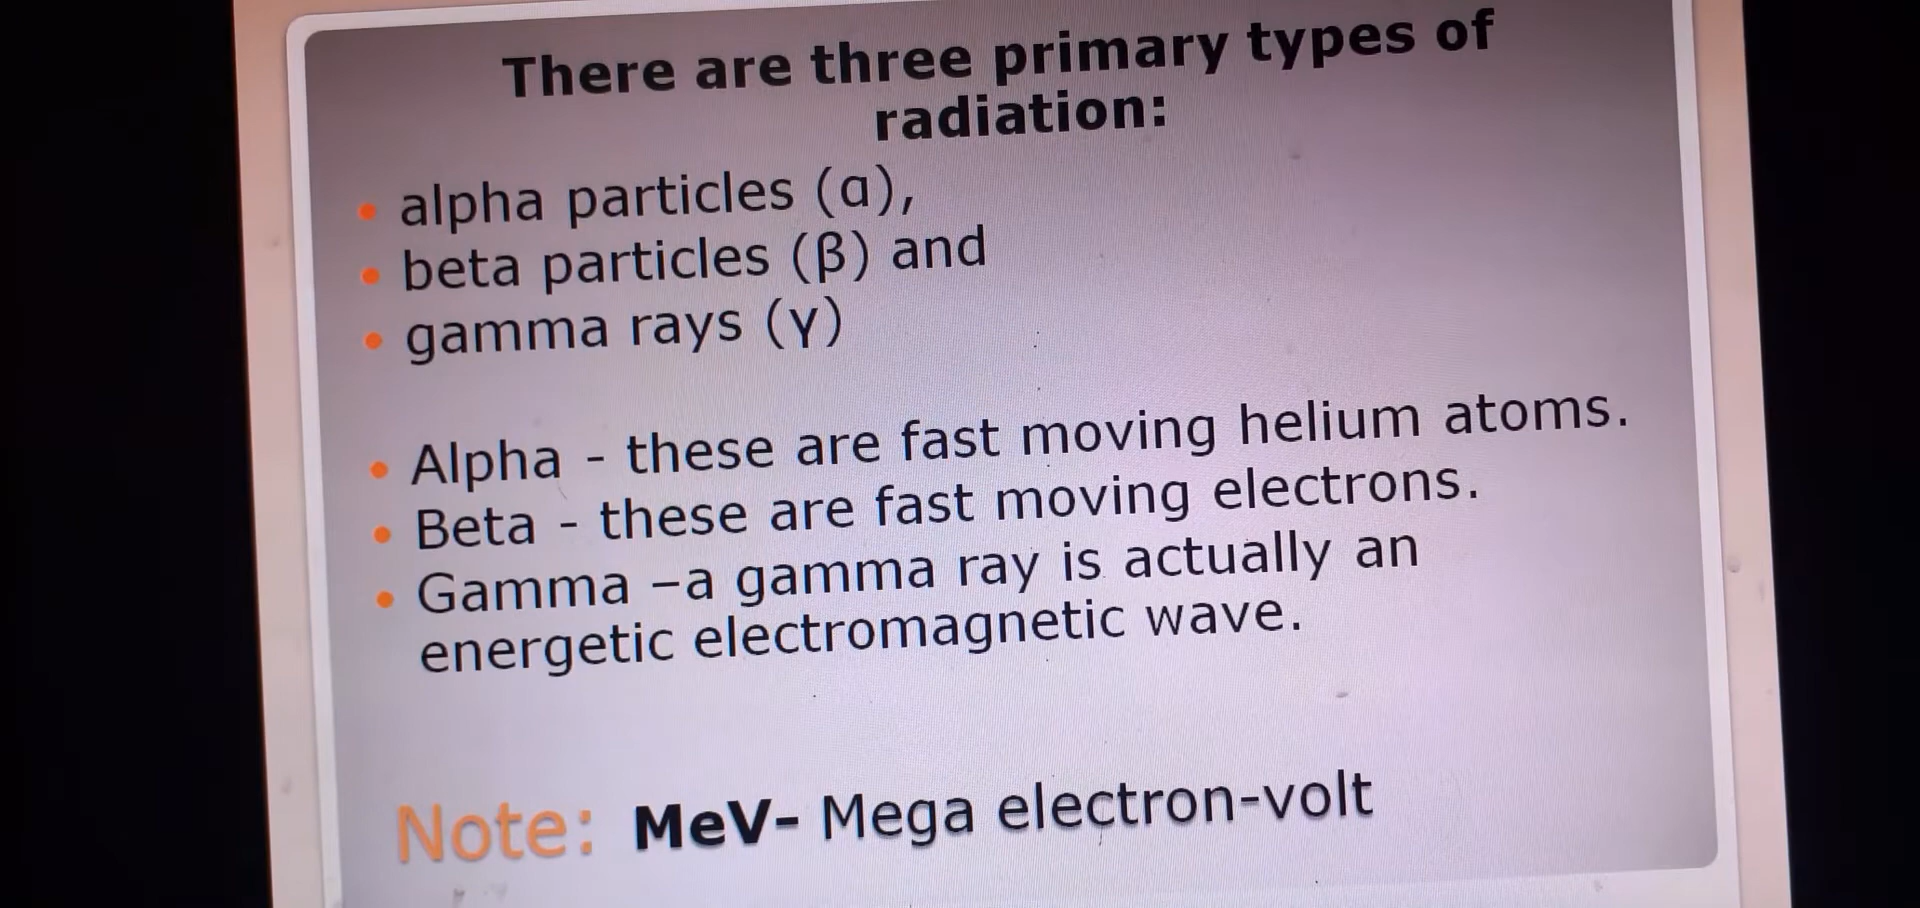 There are three primary types of
radiation:
• alpha particles (α),
• beta particles (β) and
• gamma rays (γ)
• Alpha - these are fast moving helium atoms.
• Beta - these are fast moving electrons.
• Gamma –a gamma ray is actually an
energetic electromagnetic wave.
Note: MeV- Mega electron-volt